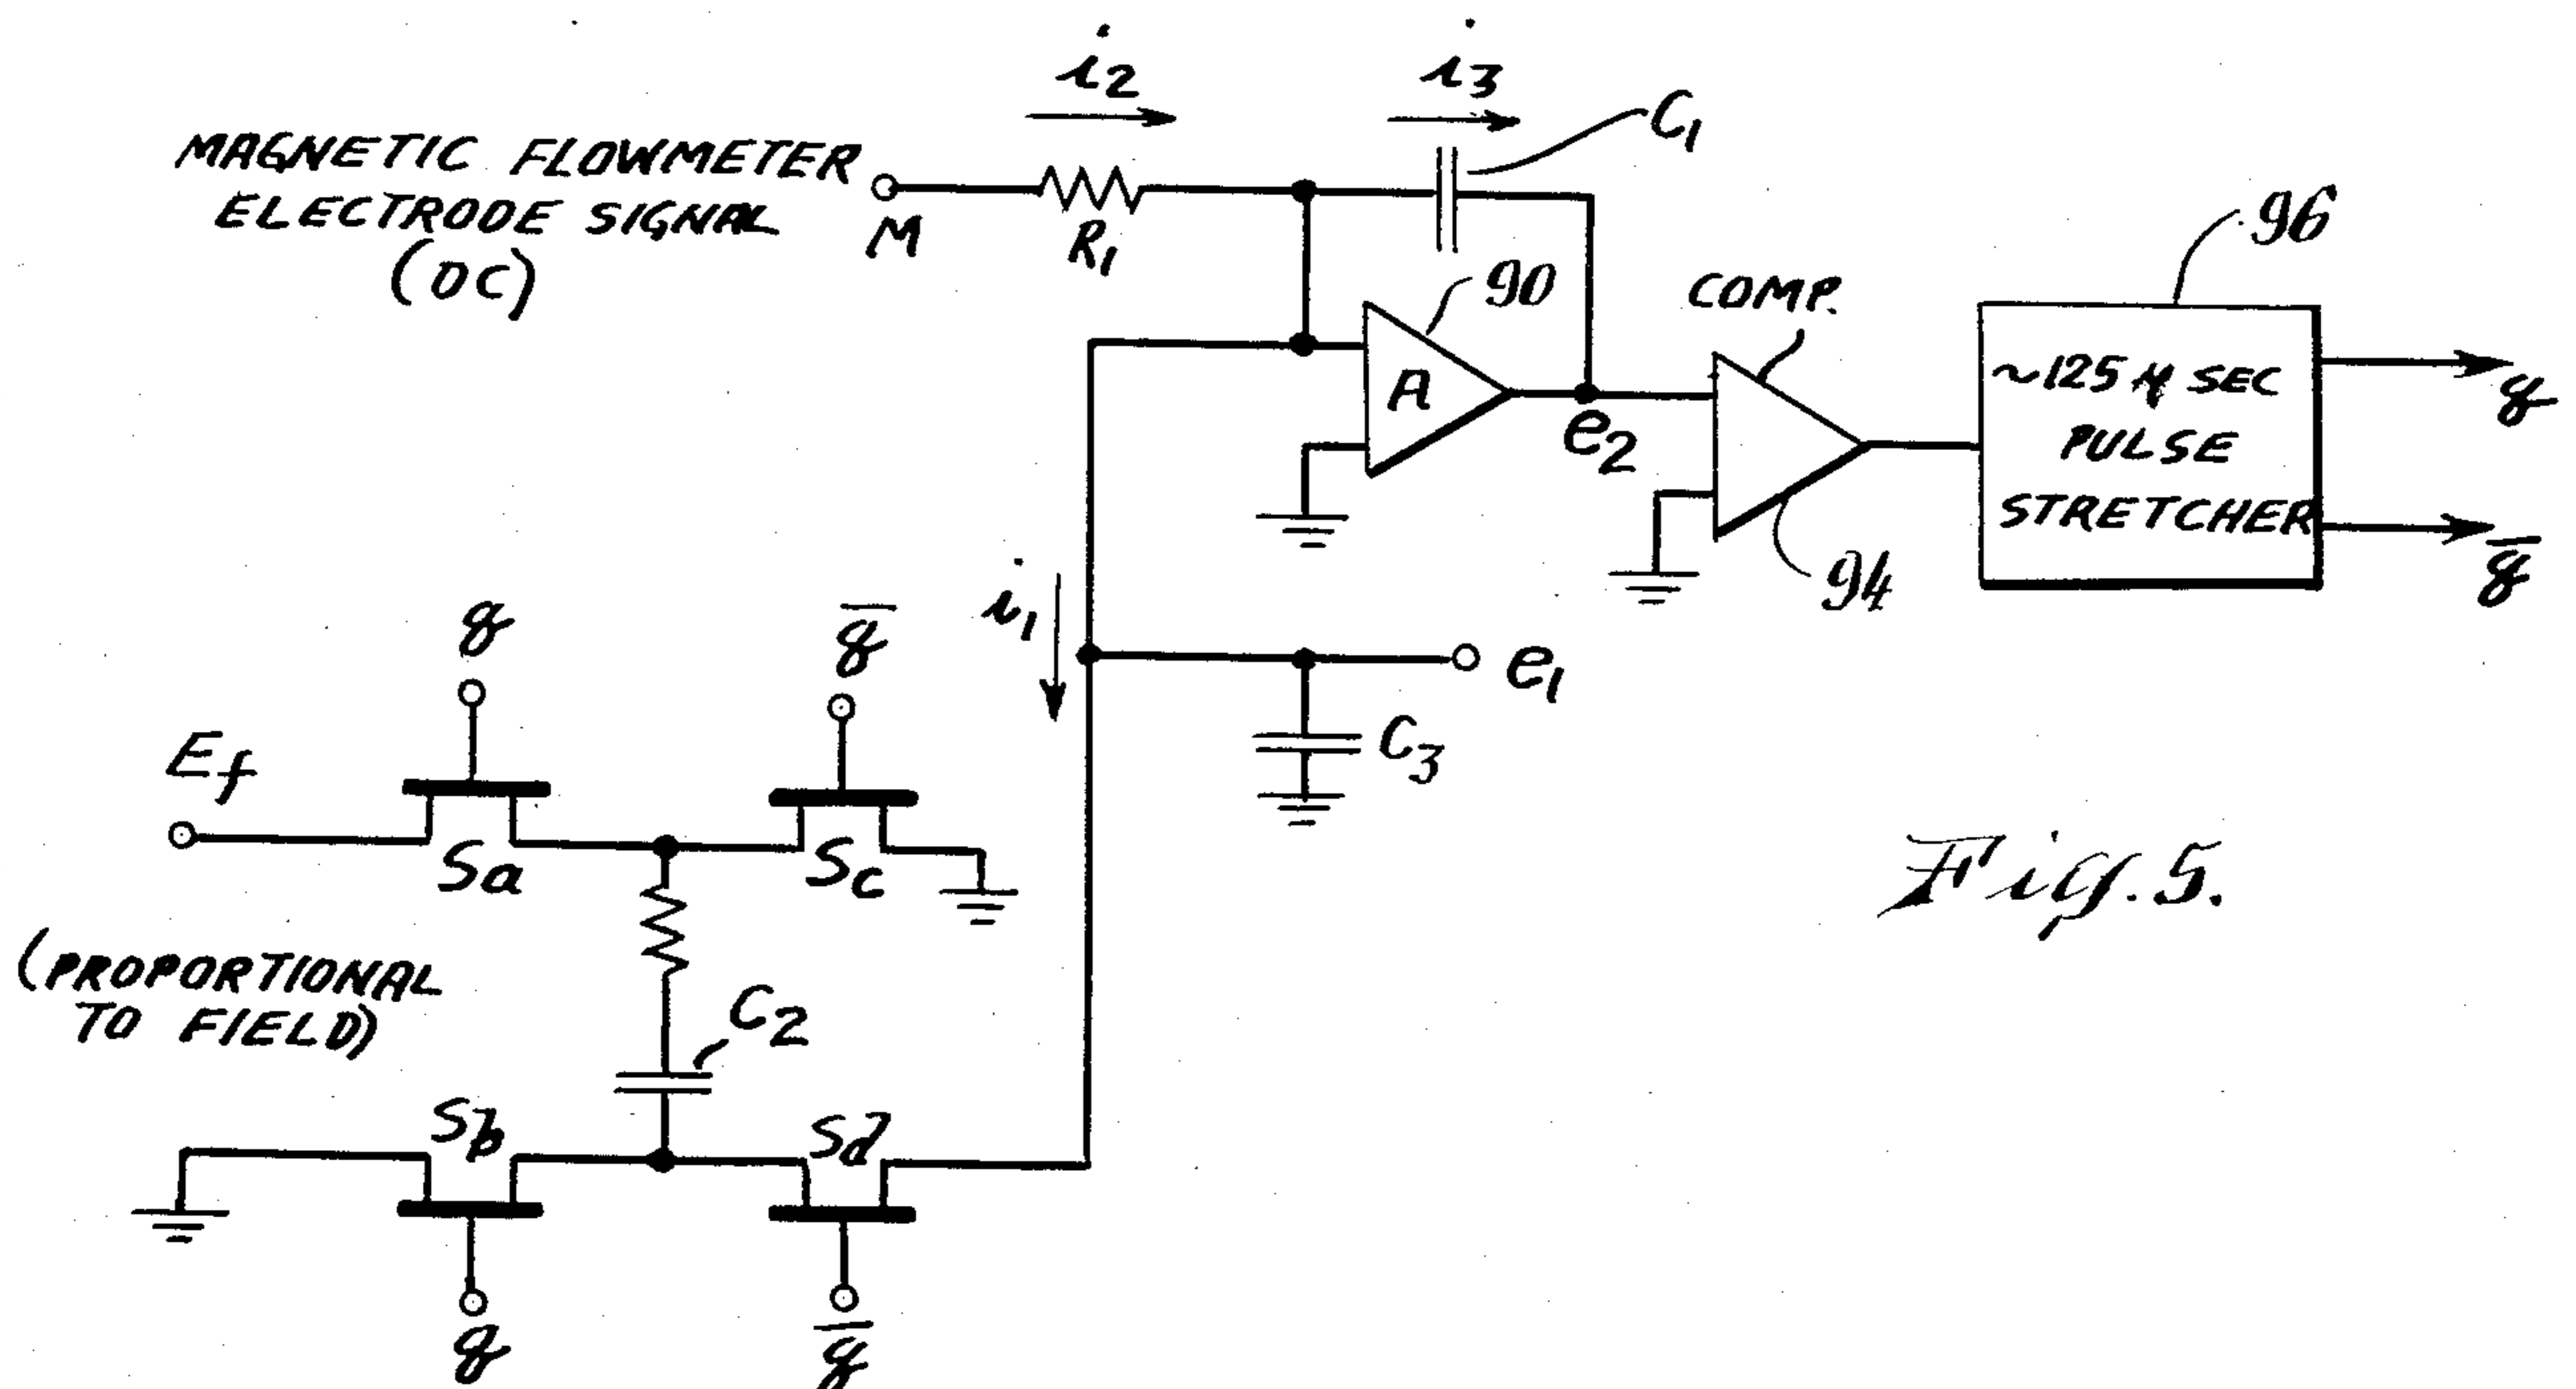 i2
i3
C1
MAGNETIC FLOWMETER
ELECTRODE SIGNAL
(DC)
M
R1
90
COMP.
96
A
e2
~125 μ SEC
PULSE
STRETCHER
g
g̅
94
i1
e1
C3
g
g̅
Ef
Sa
Sc
(PROPORTIONAL
TO FIELD)
C2
Sb
Sd
g
g̅
Fig. 5.